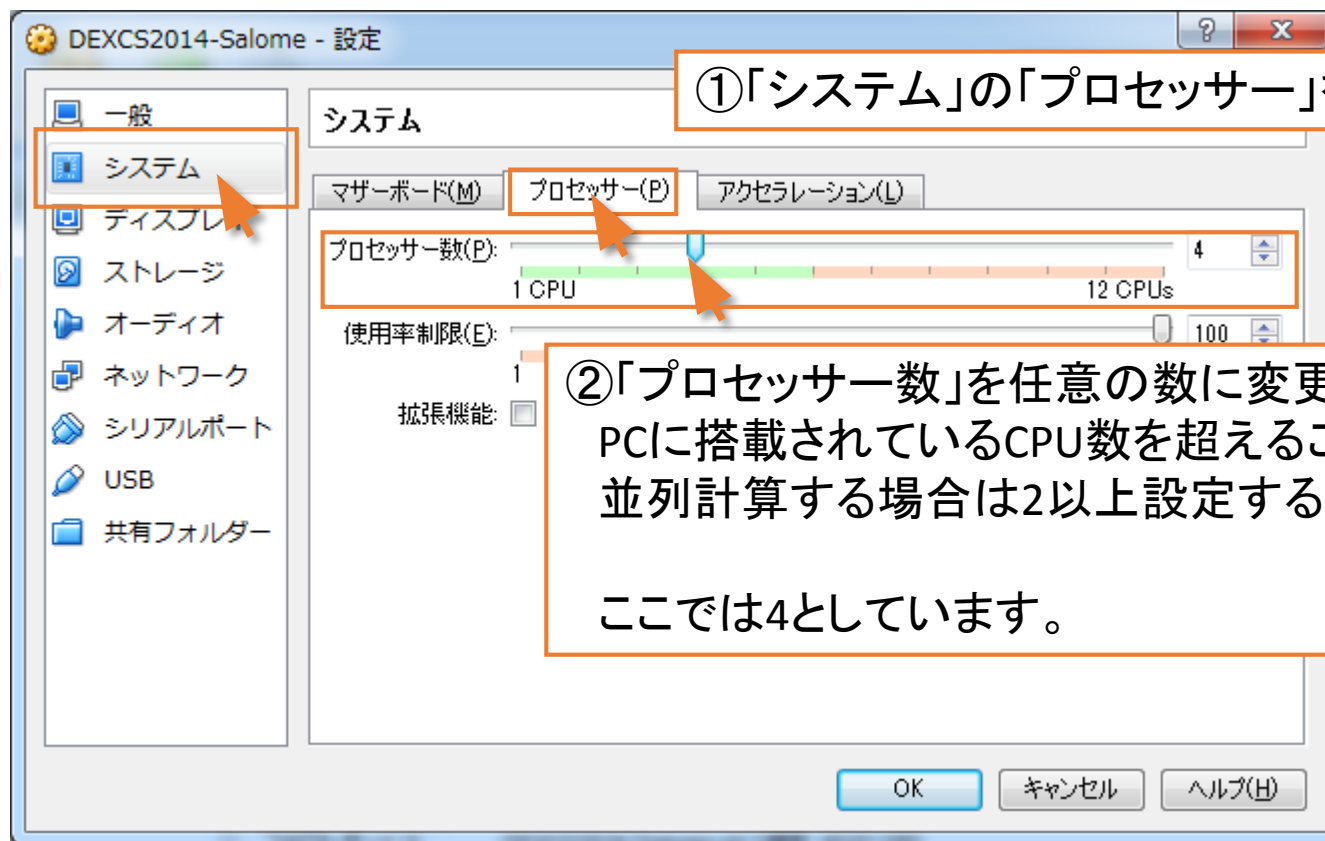 DEXCS2014-Salome - 設定
①「システム」の「プロセッサー」
一般
システム
ディスプレイ
ストレージ
オーディオ
ネットワーク
シリアルポート
USB
共有フォルダー
システム
マザーボード(M) プロセッサー(P) アクセラレーション(L)
プロセッサー数(P): 4
1 CPU 12 CPUs
使用率制限(E): 100
1
拡張機能:
②「プロセッサー数」を任意の数に変更
PCに搭載されているCPU数を超えるこ
並列計算する場合は2以上設定する
ここでは4としています。
OK キャンセル ヘルプ(H)